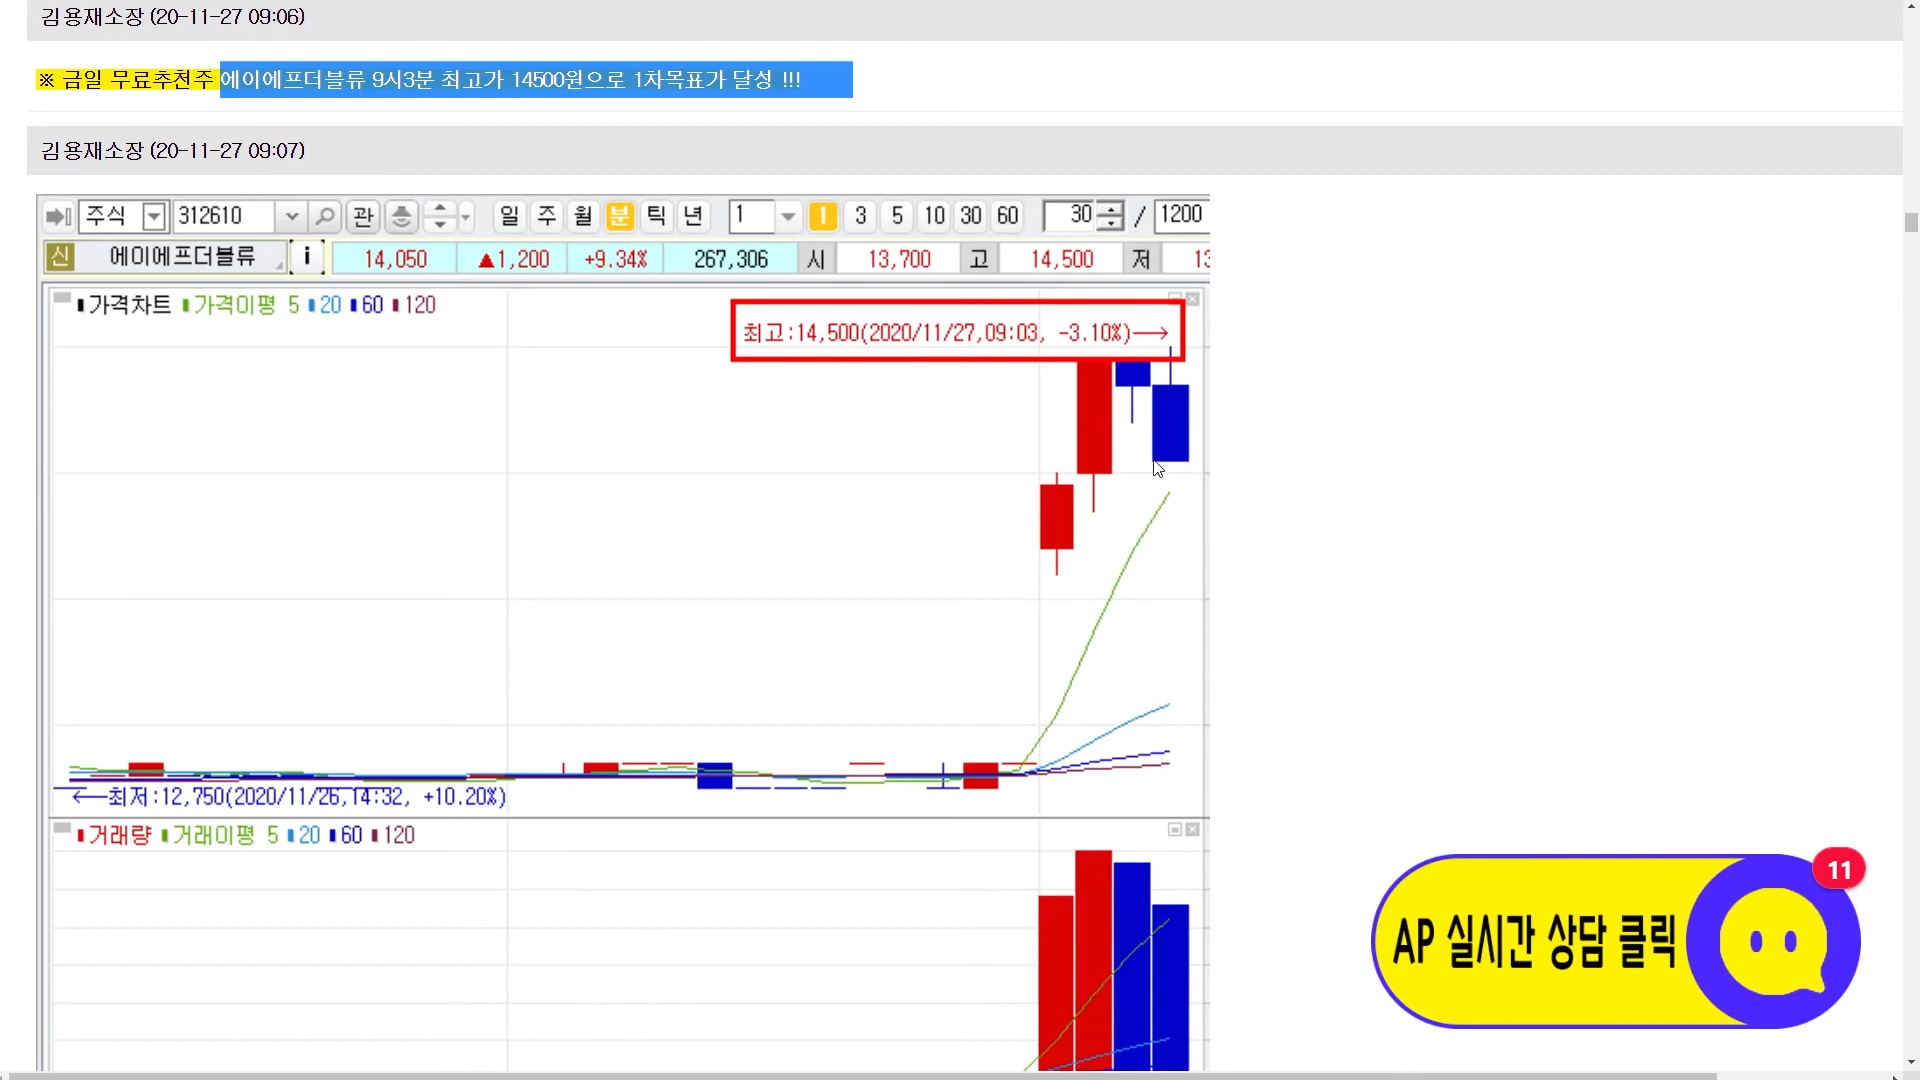 김용재소장 (20-11-27 09:06)
※ 금일 무료추천주 에이에프더블류 9시3분 최고가 14500원으로 1차목표가 달성 !!!
김용재소장 (20-11-27 09:07)
주식 312610 관 일 주 월 분 틱 년 1 1 3 5 10 30 60 30 / 1200
신 에이에프더블류 i 14,050 ▲1,200 +9.34% 267,306 시 13,700 고 14,500 저
가격차트 가격이평 5 20 60 120
최고:14,500(2020/11/27,09:03, -3.10%)→
←최저:12,750(2020/11/26,14:32, +10.20%)
거래량 거래이평 5 20 60 120
11
AP 실시간 상담 클릭